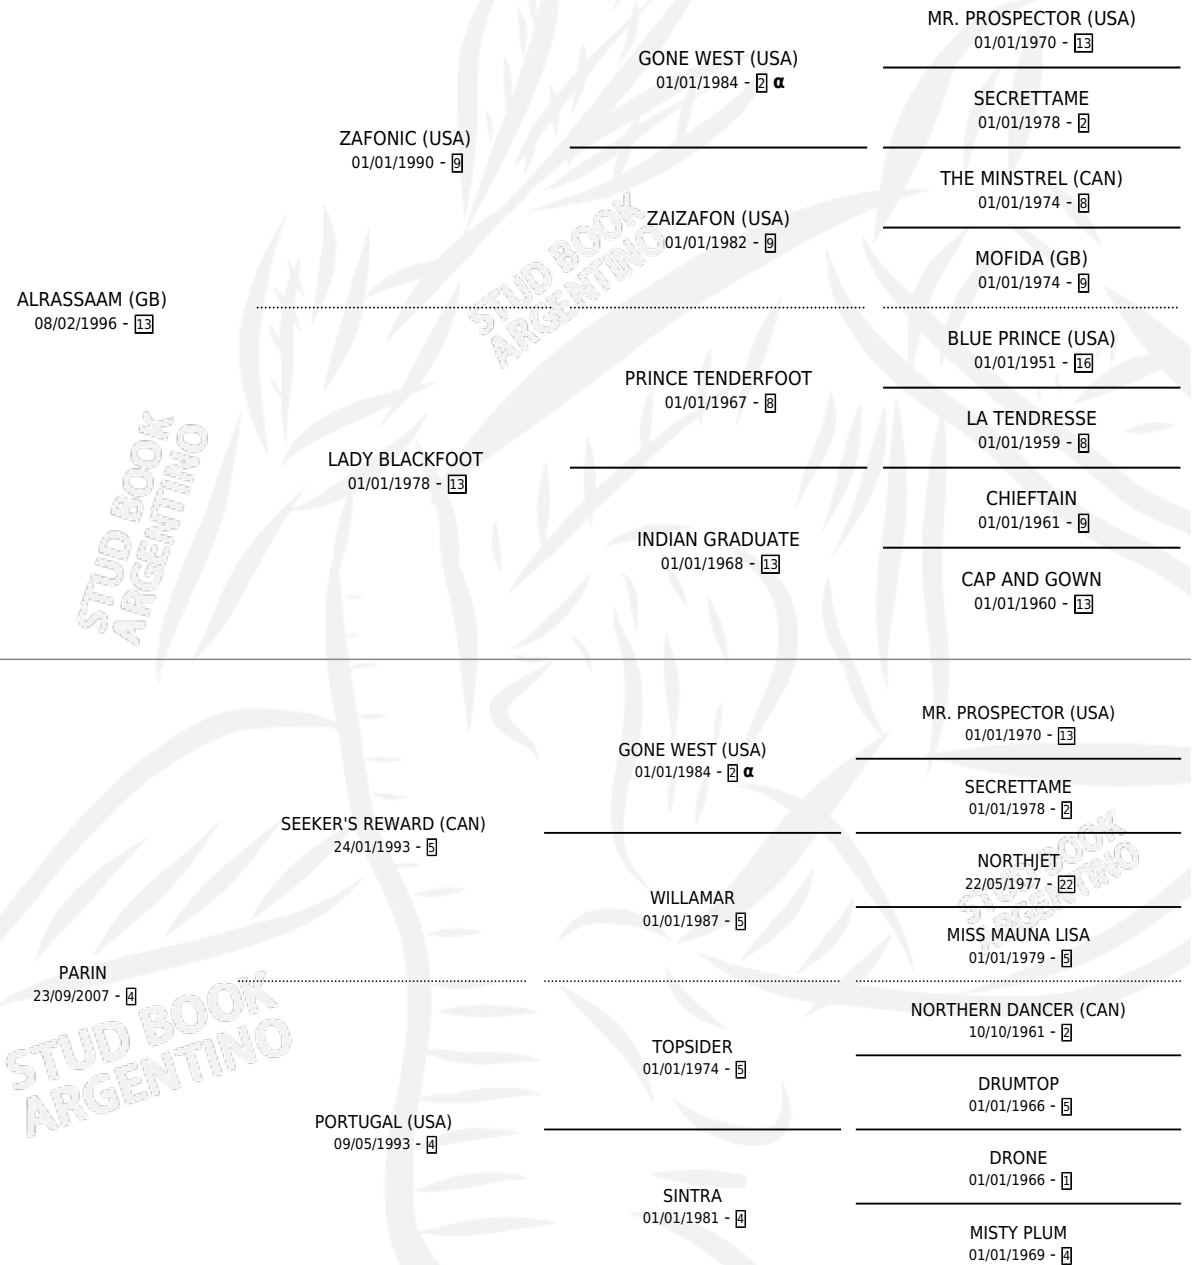 MR. PROSPECTOR (USA)
01/01/1970 - 13
GONE WEST (USA)
01/01/1984 - 2 α
SECRETTAME
01/01/1978 - 2
ZAFONIC (USA)
01/01/1990 - 9
THE MINSTREL (CAN)
01/01/1974 - 8
ZAIZAFON (USA)
01/01/1982 - 9
MOFIDA (GB)
01/01/1974 - 9
ALRASSAAM (GB)
08/02/1996 - 13
BLUE PRINCE (USA)
01/01/1951 - 16
PRINCE TENDERFOOT
01/01/1967 - 8
LA TENDRESSE
01/01/1959 - 8
LADY BLACKFOOT
01/01/1978 - 13
CHIEFTAIN
01/01/1961 - 9
INDIAN GRADUATE
01/01/1968 - 13
CAP AND GOWN
01/01/1960 - 13
MR. PROSPECTOR (USA)
01/01/1970 - 13
GONE WEST (USA)
01/01/1984 - 2 α
SECRETTAME
01/01/1978 - 2
SEEKER'S REWARD (CAN)
24/01/1993 - 5
NORTHJET
22/05/1977 - 22
WILLAMAR
01/01/1987 - 5
MISS MAUNA LISA
01/01/1979 - 5
PARIN
23/09/2007 - 4
NORTHERN DANCER (CAN)
10/10/1961 - 2
TOPSIDER
01/01/1974 - 5
DRUMTOP
01/01/1966 - 5
PORTUGAL (USA)
09/05/1993 - 4
DRONE
01/01/1966 - 1
SINTRA
01/01/1981 - 4
MISTY PLUM
01/01/1969 - 4
STUD BOOK
ARGENTINO
STUD BOOK
ARGENTINO
STUD BOOK
ARGENTINO
STUD BOOK
ARGENTINO